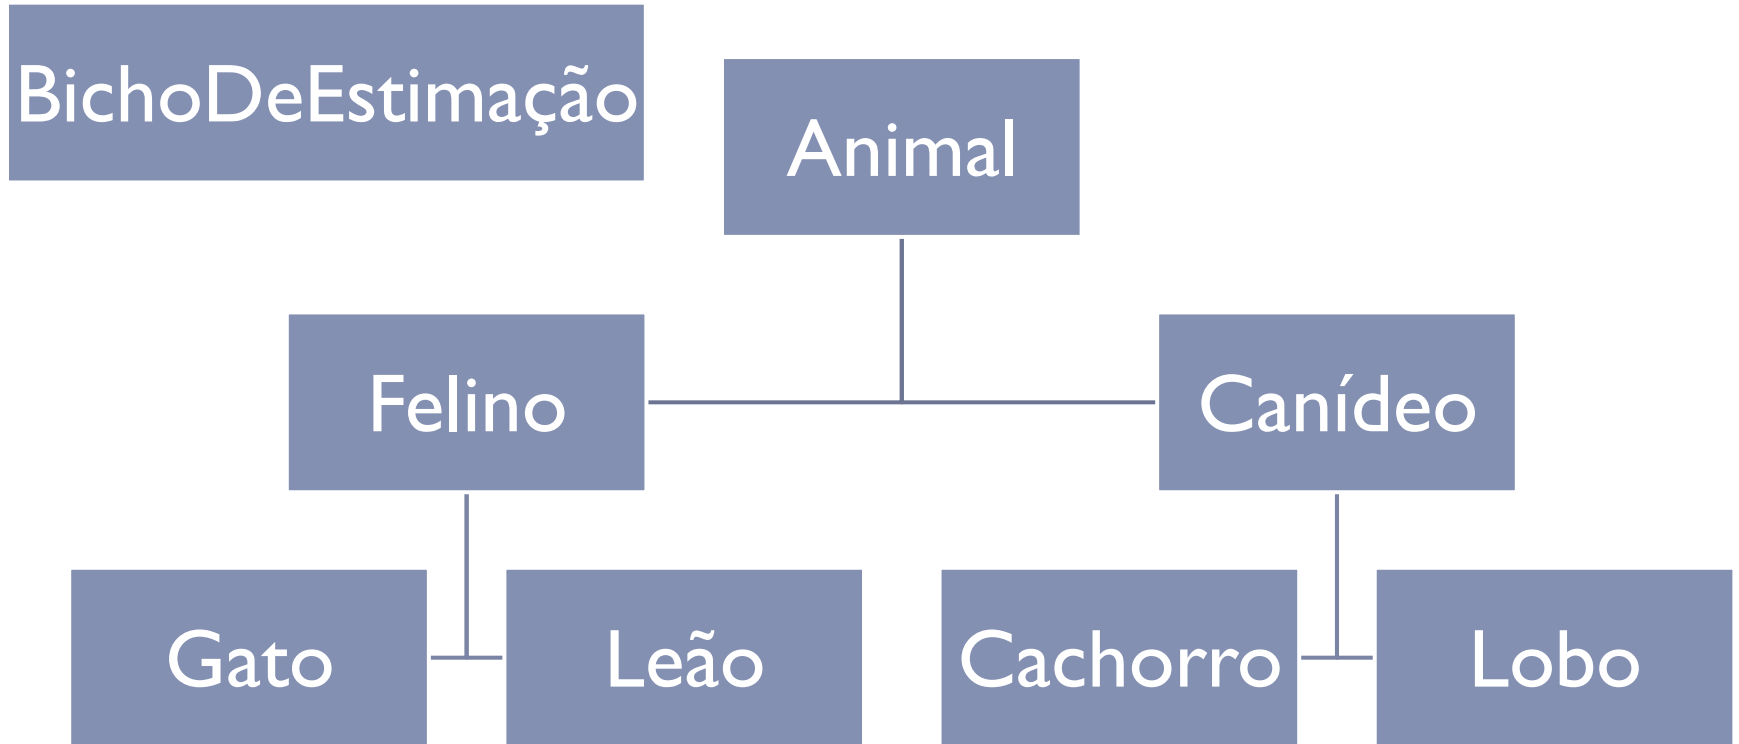 BichoDeEstimação
Animal
Felino
Canídeo
Gato
Leão
Cachorro
Lobo